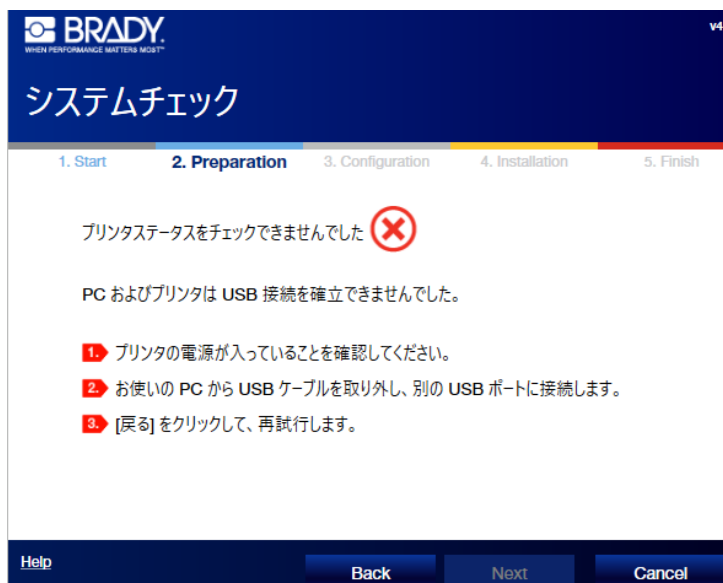 BRADY.
WHEN PERFORMANCE MATTERS MOST™
v4
システムチェック
1. Start 2. Preparation 3. Configuration 4. Installation 5. Finish
プリンタステータスをチェックできませんでした
PC およびプリンタは USB 接続を確立できませんでした。
1. プリンタの電源が入っていることを確認してください。
2. お使いの PC から USB ケーブルを取り外し、別の USB ポートに接続します。
3. [戻る] をクリックして、再試行します。
Help Back Next Cancel